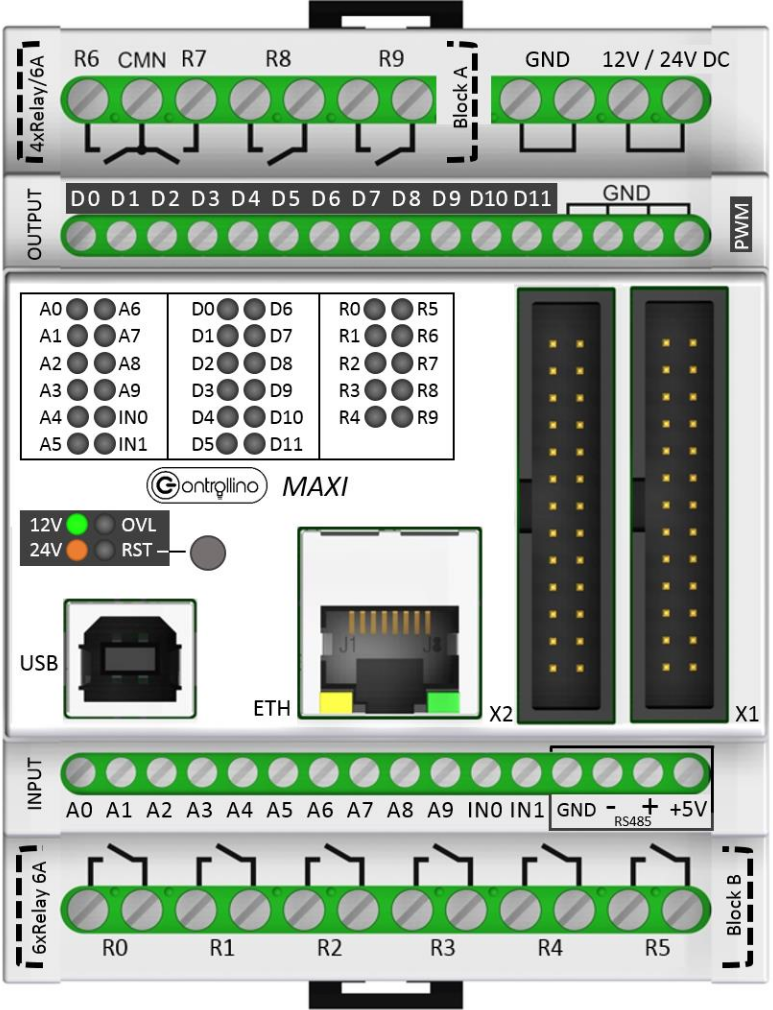 4xRelay/6A
R6 CMN R7 R8 R9
Block A
GND 12V / 24V DC
OUTPUT
D0 D1 D2 D3 D4 D5 D6 D7 D8 D9 D10 D11
GND
PWM
A0 A6
A1 A7
A2 A8
A3 A9
A4 IN0
A5 IN1
D0 D6
D1 D7
D2 D8
D3 D9
D4 D10
D5 D11
R0 R5
R1 R6
R2 R7
R3 R8
R4 R9
Controllino MAXI
12V OVL
24V RST
USB
J1 J8
ETH
X2
X1
INPUT
A0 A1 A2 A3 A4 A5 A6 A7 A8 A9 IN0 IN1 GND - + +5V
RS485
6xRelay 6A
Block B
R0 R1 R2 R3 R4 R5